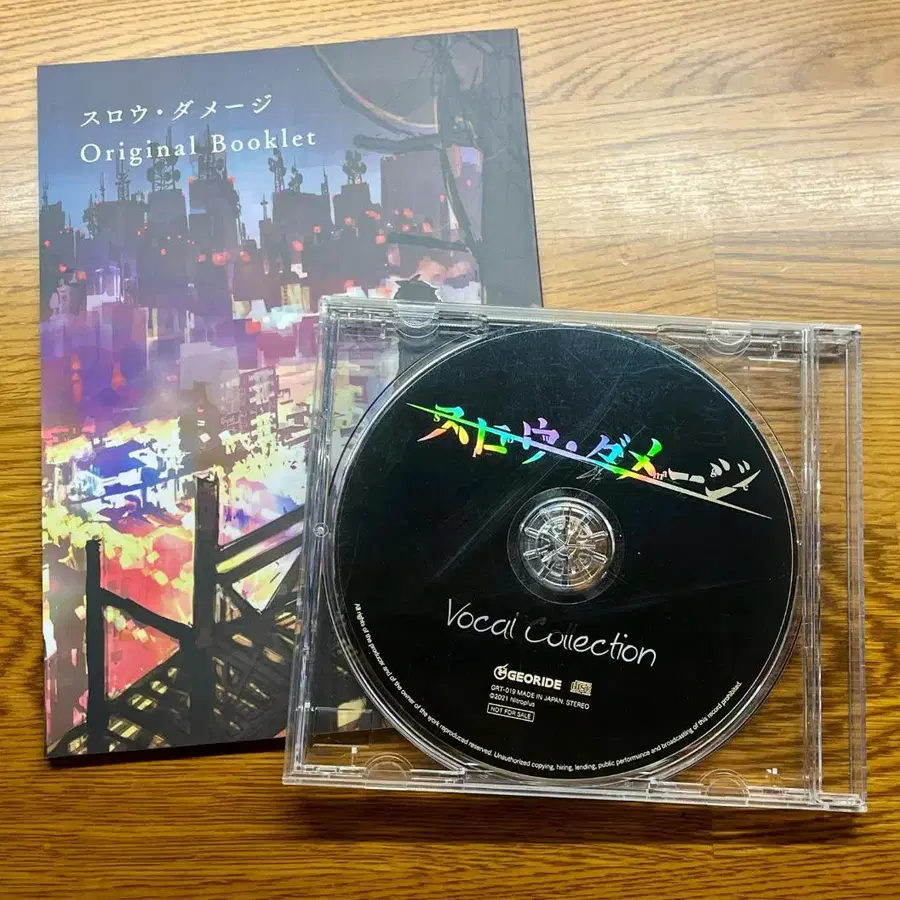 スロウ・ダメージ
Original Booklet
スロウ・ダメージ
Vocal Collection
GEORIDE
GRT-019 MADE IN JAPAN. STEREO
©2021 Nitroplus
NOT FOR SALE
All rights of the producer and of the owner of the work reproduced reserved. Unauthorized copying, hiring, lending, public performance and broadcasting of this record prohibited.